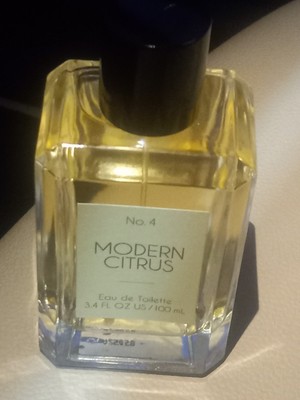 No. 4
MODERN
CITRUS
Eau de Toilette
3.4 FL OZ US / 100 mL